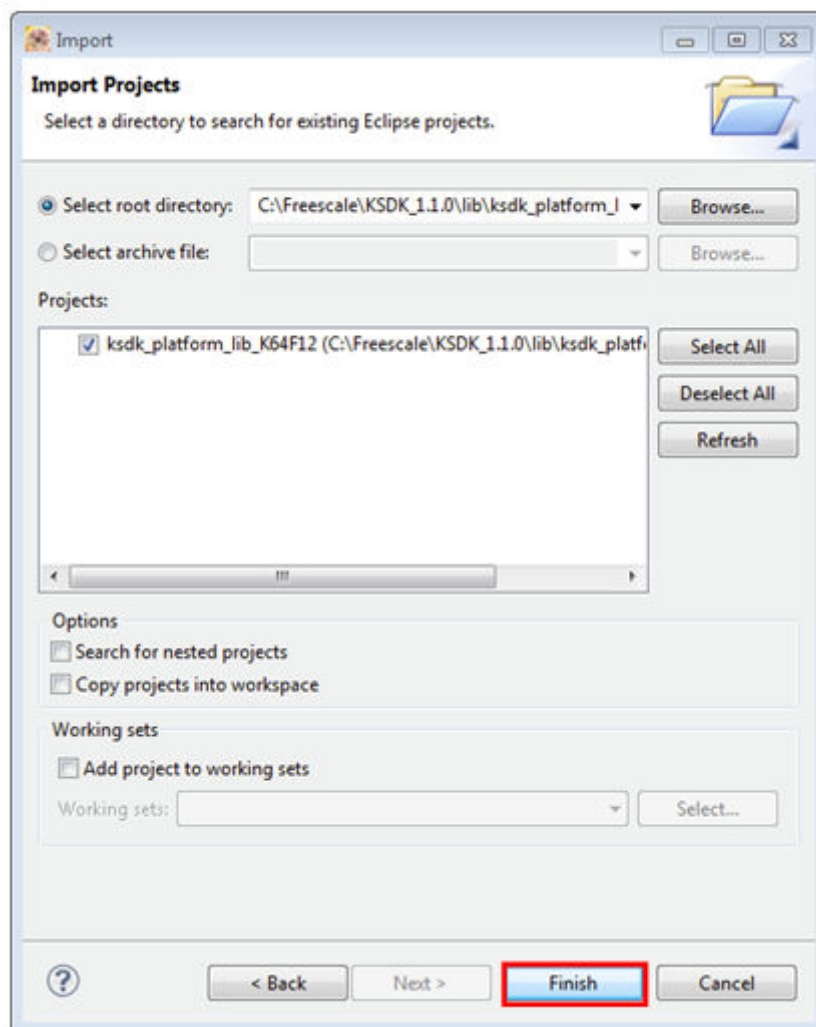 Import
Import Projects
Select a directory to search for existing Eclipse projects.
Select root directory: C:\Freescale\KSDK_1.1.0\lib\ksdk_platform_l Browse...
Select archive file: Browse...
Projects:
ksdk_platform_lib_K64F12 (C:\Freescale\KSDK_1.1.0\lib\ksdk_platf Select All
Deselect All
Refresh
Options
Search for nested projects
Copy projects into workspace
Working sets
Add project to working sets
Working sets: Select...
? < Back Next > Finish Cancel